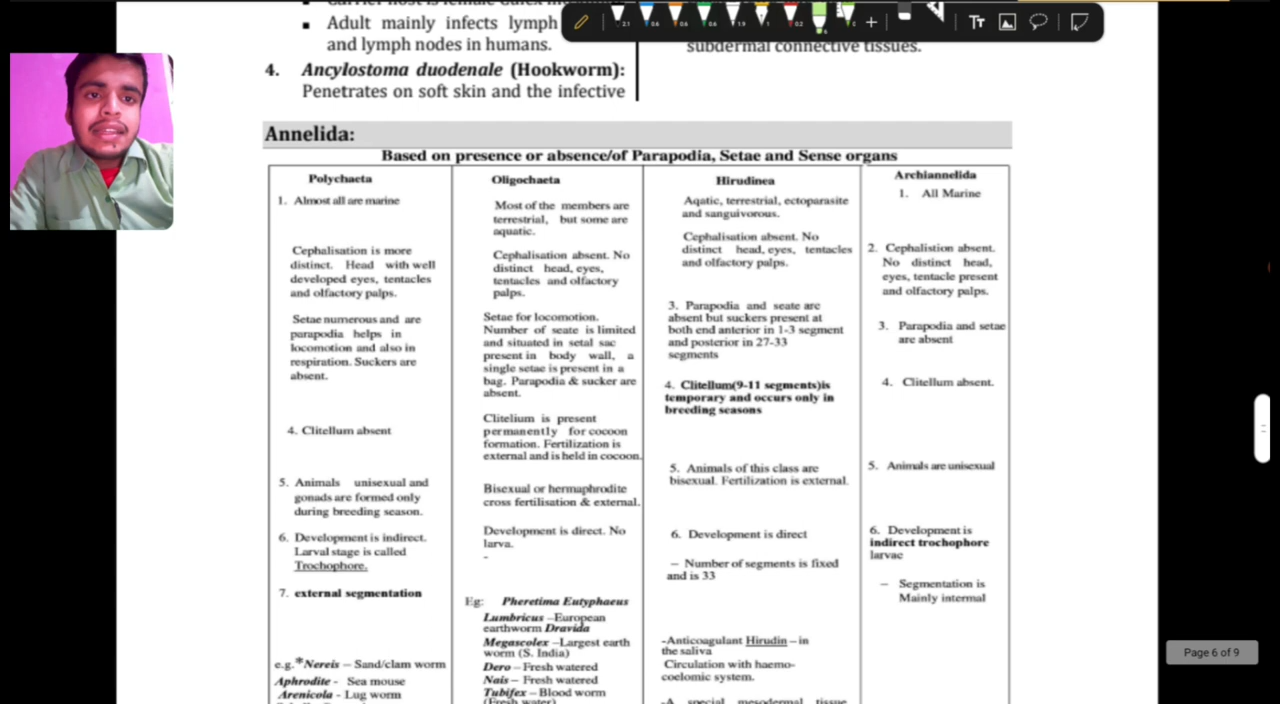 Adult mainly infects lymph
and lymph nodes in humans.
subdermal connective tissues.
4. Ancylostoma duodenale (Hookworm):
Penetrates on soft skin and the infective
Annelida:
Based on presence or absence/of Parapodia, Setae and Sense organs
Polychaeta
1. Almost all are marine
Cephalisation is more
distinct. Head with well
developed eyes, tentacles
and olfactory palps.
Setae numerous and are
parapodia helps in
locomotion and also in
respiration. Suckers are
absent.
4. Clitellum absent
5. Animals unisexual and
gonads are formed only
during breeding season.
6. Development is indirect.
Larval stage is called
Trochophore.
7. external segmentation
e.g.*Nereis – Sand/clam worm
Aphrodite - Sea mouse
Arenicola - Lug worm
Oligochaeta
Most of the members are
terrestrial, but some are
aquatic.
Cephalisation absent. No
distinct head, eyes,
tentacles and olfactory
palps.
Setae for locomotion.
Number of seate is limited
and situated in setal sac
present in body wall, a
single setae is present in a
bag. Parapodia & sucker are
absent.
Clitelium is present
permanently for cocoon
formation. Fertilization is
external and is held in cocoon.
Bisexual or hermaphrodite
cross fertilisation & external.
Development is direct. No
larva.
-
Eg: Pheretima Eutyphaeus
Lumbricus –European
earthworm Dravida
Megascolex –Largest earth
worm (S. India)
Dero – Fresh watered
Nais – Fresh watered
Tubifex – Blood worm
(Fresh water)
Hirudinea
Aqatic, terrestrial, ectoparasite
and sanguivorous.
Cephalisation absent. No
distinct head, eyes, tentacles
and olfactory palps.
3. Parapodia and seate are
absent but suckers present at
both end anterior in 1-3 segment
and posterior in 27-33
segments
4. Clitellum(9-11 segments)is
temporary and occurs only in
breeding seasons
5. Animals of this class are
bisexual. Fertilization is external.
6. Development is direct
– Number of segments is fixed
and is 33
-Anticoagulant Hirudin – in
the saliva
Circulation with haemo-
coelomic system.
-A special mesodermal tissue
Archiannelida
1. All Marine
2. Cephalistion absent.
No distinct head,
eyes, tentacle present
and olfactory palps.
3. Parapodia and setae
are absent
4. Clitellum absent.
5. Animals are unisexual
6. Development is
indirect trochophore
larvae
– Segmentation is
Mainly intermal
Page 6 of 9